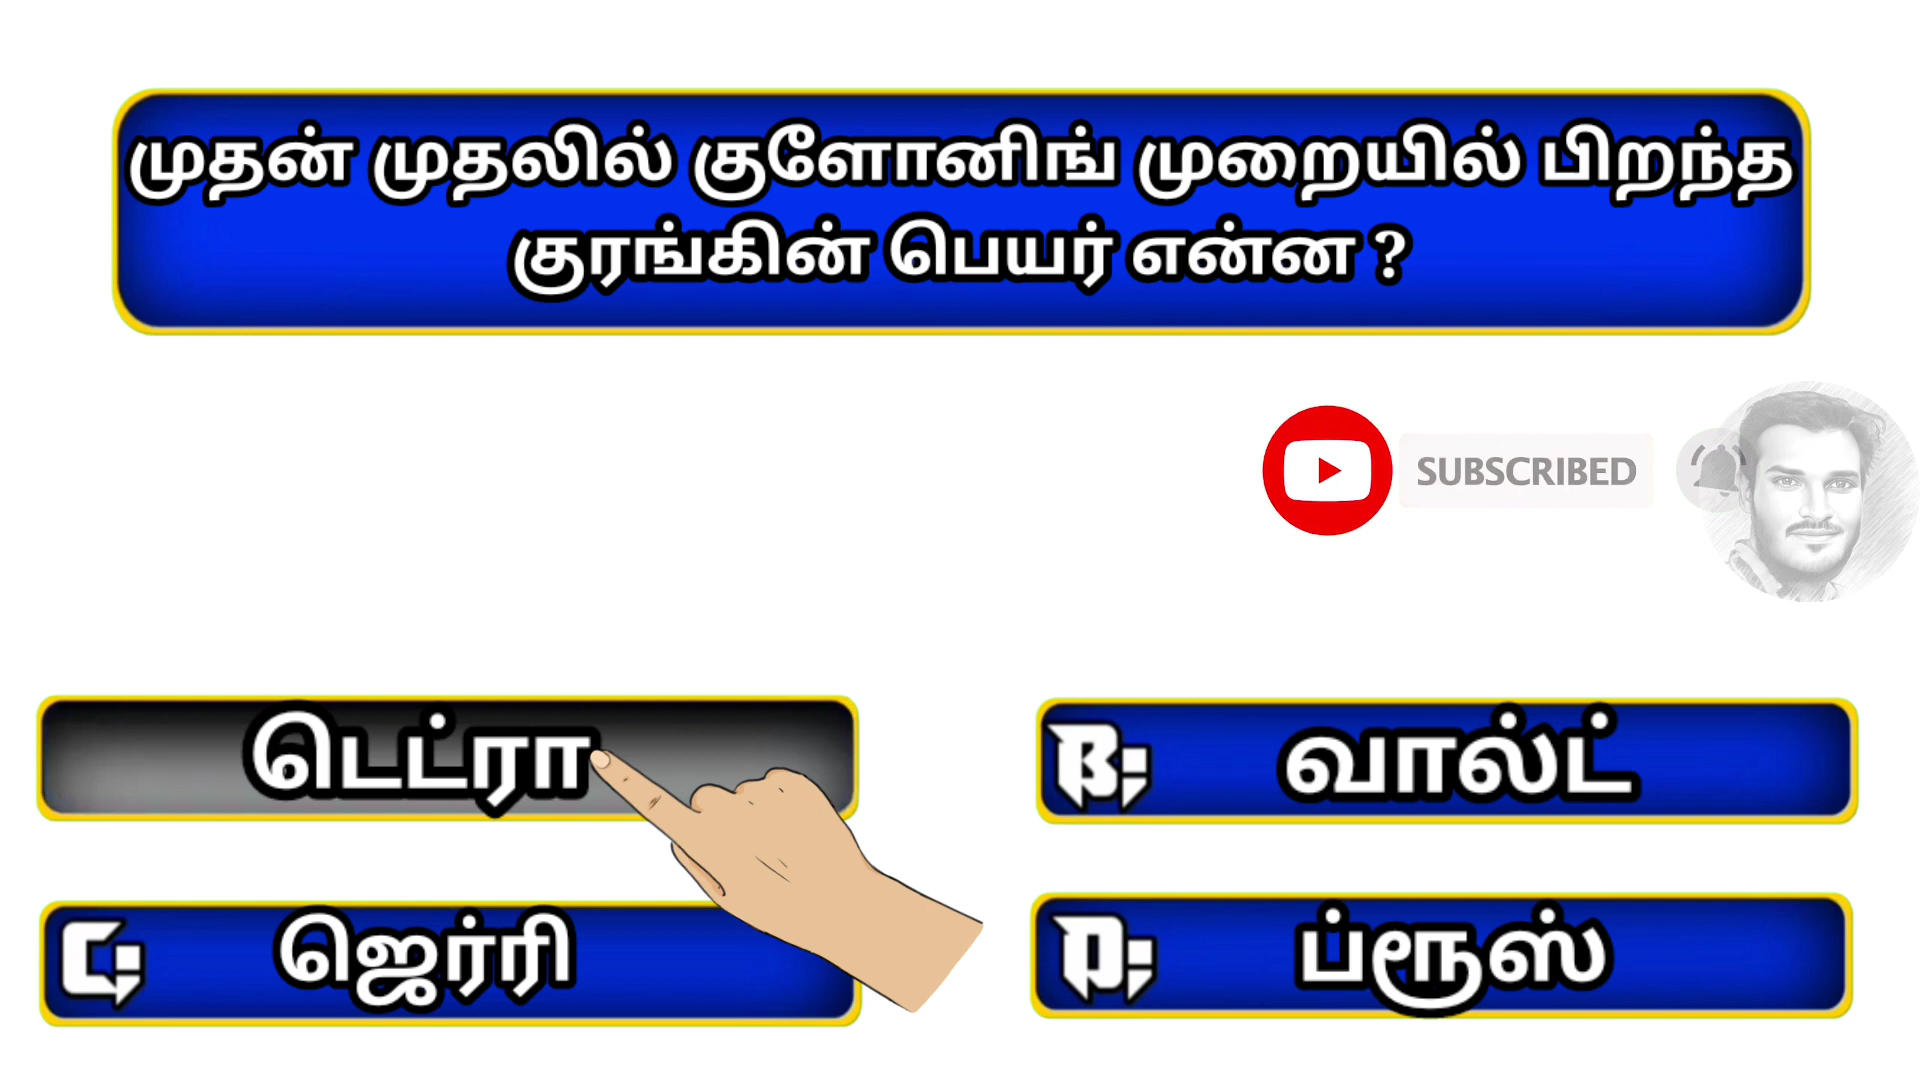 முதன் முதலில் குளோனிங் முறையில் பிறந்த
குரங்கின் பெயர் என்ன ?
SUBSCRIBED
டெட்ரா
B: வால்ட்
C: ஜெர்ரி
D: ப்ரூஸ்